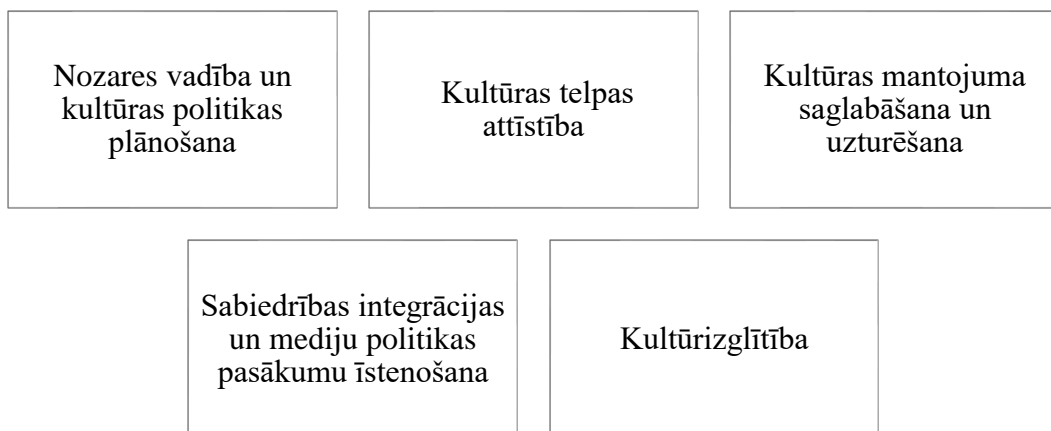 Nozares vadība un
kultūras politikas
plānošana
Kultūras telpas
attīstība
Kultūras mantojuma
saglabāšana un
uzturēšana
Sabiedrības integrācijas
un mediju politikas
pasākumu īstenošana
Kultūrizglītība